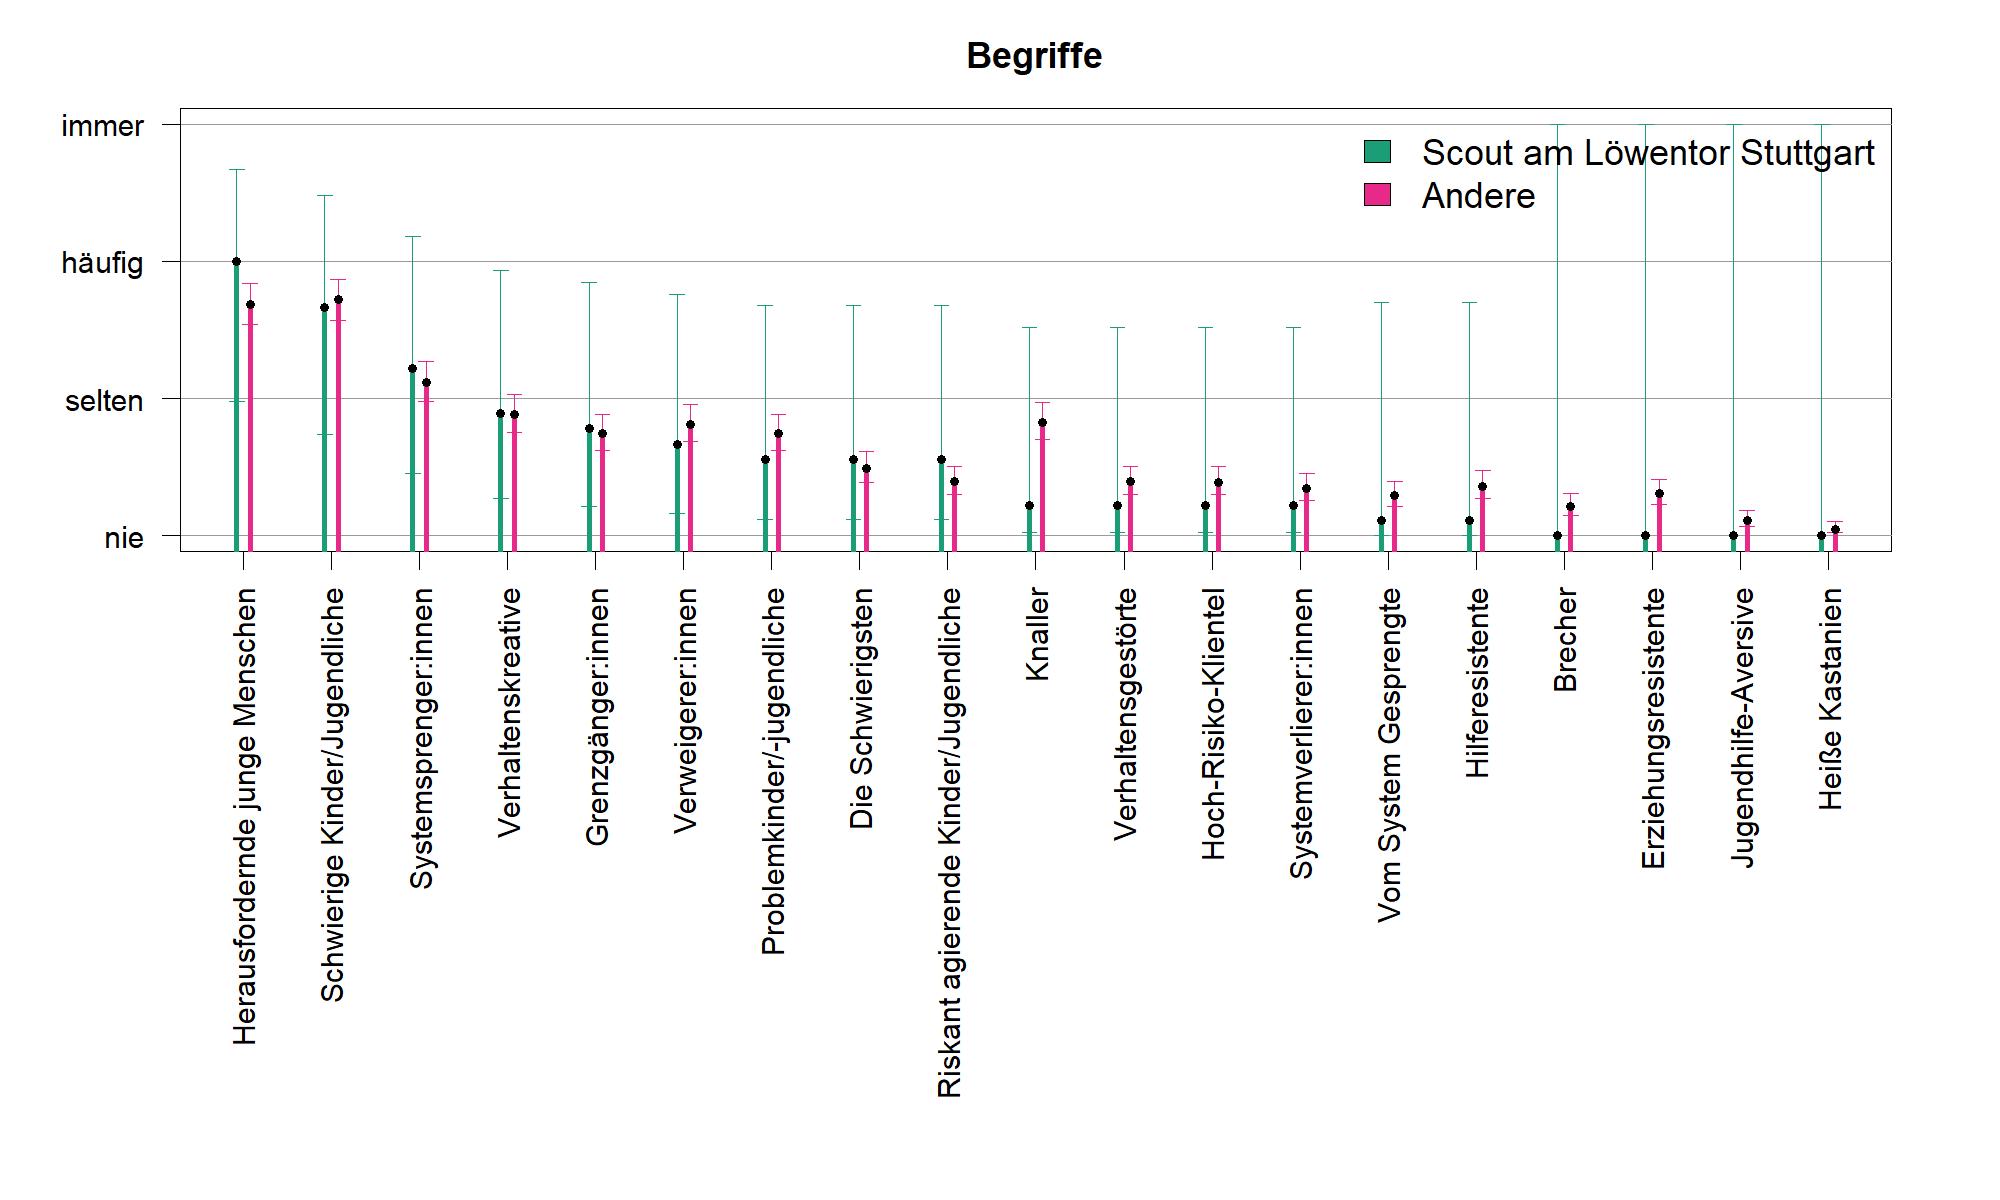 Begriffe
immer
häufig
selten
nie
Scout am Löwentor Stuttgart
Andere
Herausfordernde junge Menschen
Schwierige Kinder/Jugendliche
Systemsprenger:innen
Verhaltenskreative
Grenzgänger:innen
Verweigerer:innen
Problemkinder/-jugendliche
Die Schwierigsten
Riskant agierende Kinder/Jugendliche
Knaller
Verhaltensgestörte
Hoch-Risiko-Klientel
Systemverlierer:innen
Vom System Gesprengte
Hilferesistente
Brecher
Erziehungsresistente
Jugendhilfe-Aversive
Heiße Kastanien